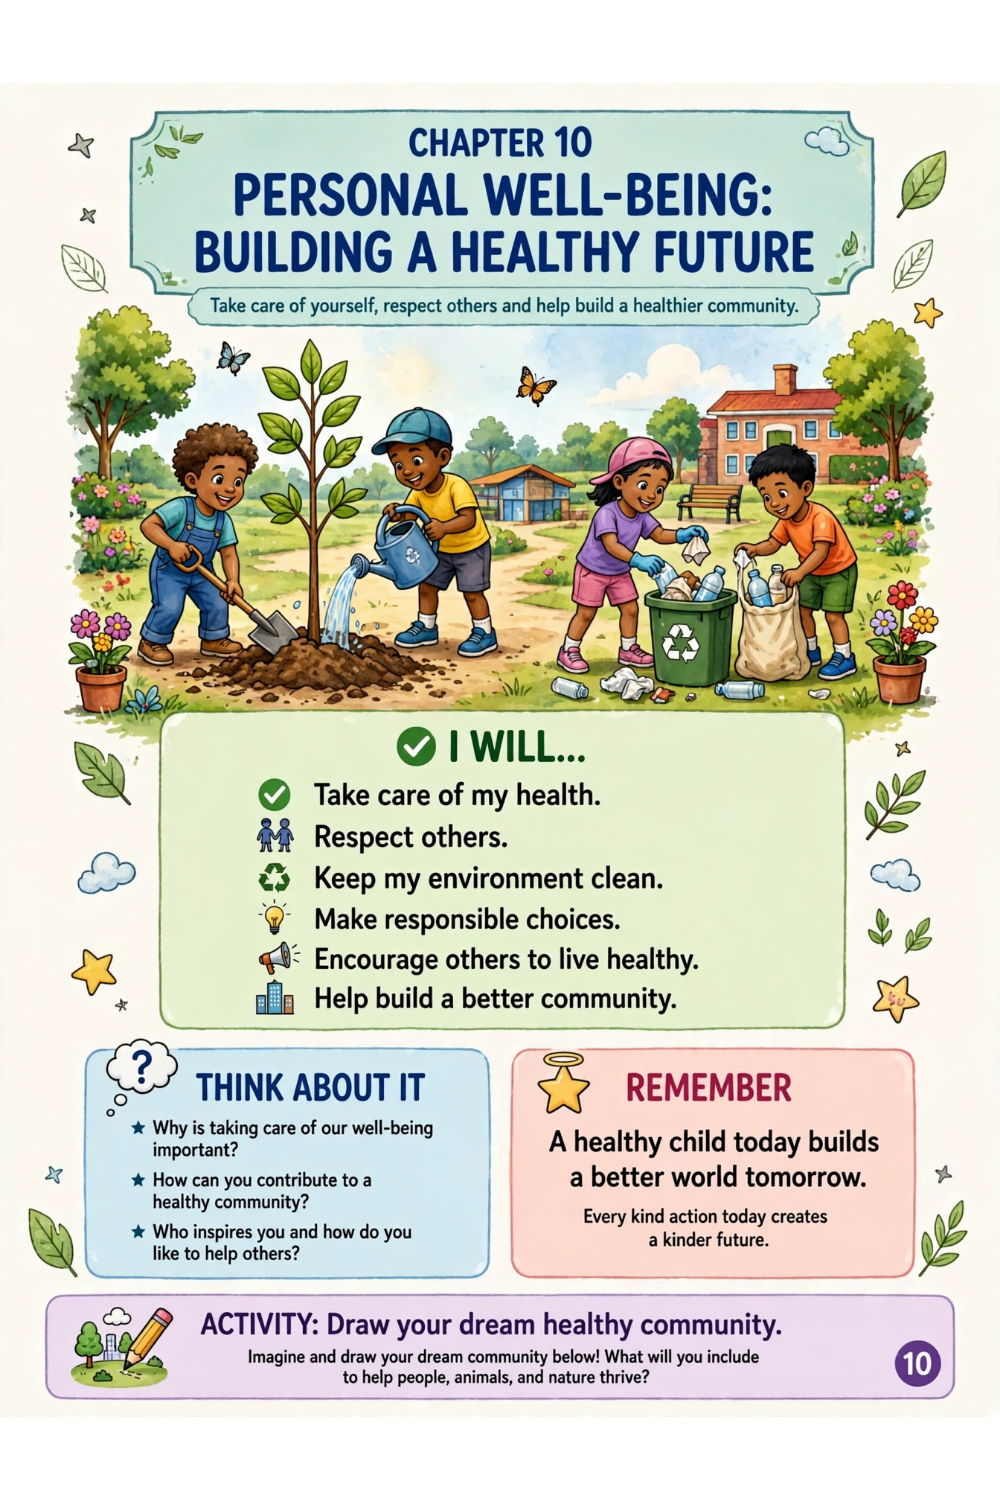 CHAPTER 10
PERSONAL WELL-BEING:
BUILDING A HEALTHY FUTURE
Take care of yourself, respect others and help build a healthier community.
I WILL...
Take care of my health.
Respect others.
Keep my environment clean.
Make responsible choices.
Encourage others to live healthy.
Help build a better community.
?
THINK ABOUT IT
Why is taking care of our well-being
important?
How can you contribute to a
healthy community?
Who inspires you and how do you
like to help others?
REMEMBER
A healthy child today builds
a better world tomorrow.
Every kind action today creates
a kinder future.
ACTIVITY: Draw your dream healthy community.
Imagine and draw your dream community below! What will you include
to help people, animals, and nature thrive?
10